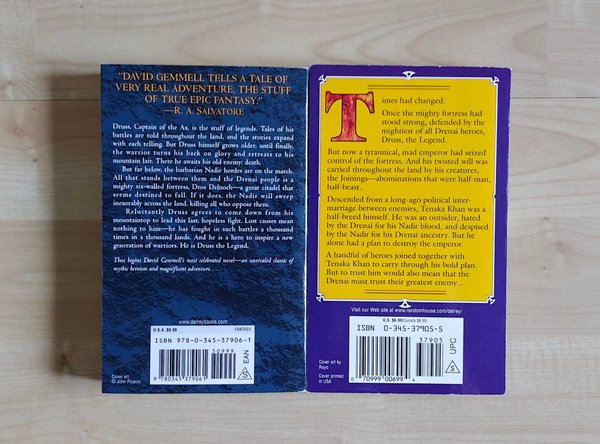 "DAVID GEMMELL TELLS A TALE OF
VERY REAL ADVENTURE, THE STUFF
OF TRUE EPIC FANTASY."
—R. A. SALVATORE
Druss, Captain of the Ax, is the stuff of legends. Tales of his
battles are told throughout the land, and the stories expand
with each telling. But Druss himself grows older, until finally,
the warrior turns his back on glory and retreats to his
mountain lair. There he awaits his old enemy: death.
But far below, the barbarian Nadir hordes are on the march.
All that stands between them and the Drenai people is a
mighty six-walled fortress, Dros Delnoch—a great citadel that
seems destined to fall. If it does, the Nadir will sweep
inexorably across the land, killing all who oppose them.
Reluctantly Druss agrees to come down from his
mountaintop to lead this last, hopeless fight. Lost causes mean
nothing to him—he has fought in such battles a thousand
times in a thousand lands. And he is a hero to inspire a new
generation of warriors. He is Druss the Legend.
Thus begins David Gemmell's most celebrated novel—an unrivaled classic of
mythic heroism and magnificent adventure. . . .
www.delreybooks.com
U.S.A. $9.99
FANTASY
ISBN 978-0-345-37906-1
50999
9 780345 379061
EAN
S
Cover art
© John Picacio
Times had changed.
Once the mighty fortress had
stood strong, defended by the
mightiest of all Drenai heroes,
Druss, the Legend.
But now a tyrannical, mad emperor had seized
control of the fortress. And his twisted will was
carried throughout the land by his creatures,
the Joinings—abominations that were half-man,
half-beast.
Descended from a long-ago political inter-
marriage between enemies, Tenaka Khan was a
half-breed himself. He was an outsider, hated
by the Drenai for his Nadir blood, and despised
by the Nadir for his Drenai ancestry. But he
alone had a plan to destroy the emperor.
A handful of heroes joined together with
Tenaka Khan to carry through his bold plan.
But to trust him would also mean that the
Drenai must trust their greatest enemy...
Visit our Web site at www.randomhouse.com/delrey/
U.S. $6.99/Canada $8.99
ISBN 0-345-37905-5
37905
0 70999 00699 4
UPC
S
Cover art by
Royo
Cover printed
in USA